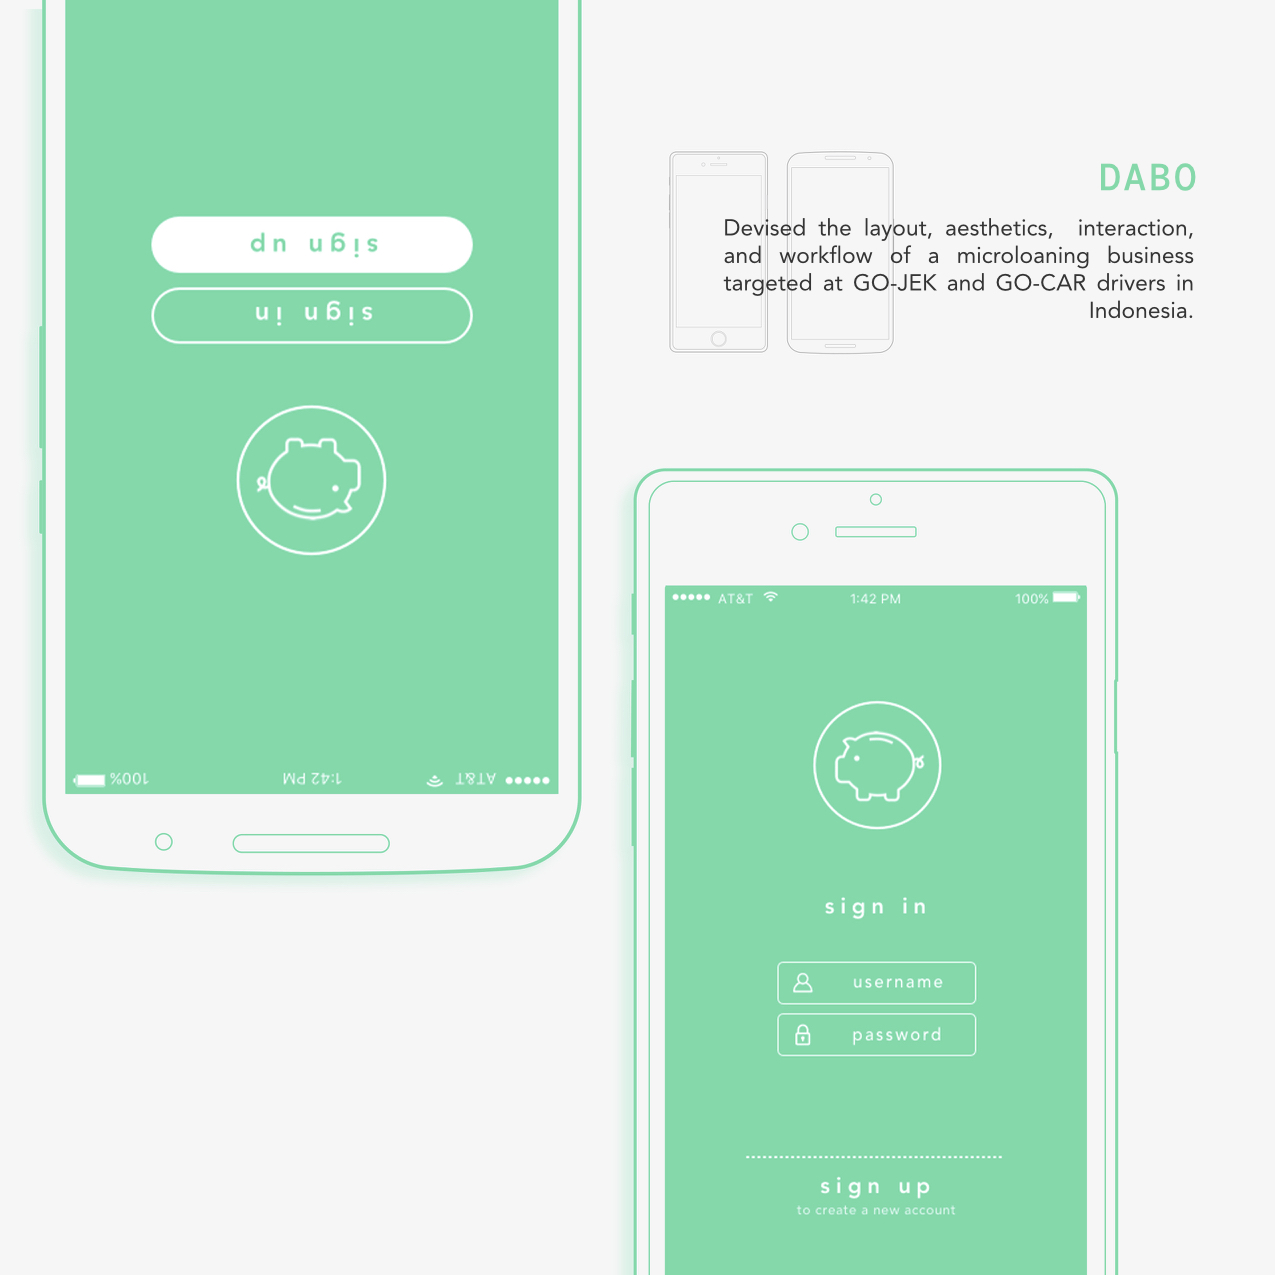 DABO
Devised the layout, aesthetics, interaction,
and workflow of a microloaning business
targeted at GO-JEK and GO-CAR drivers in
Indonesia.
AT&T 1:42 PM 100%
sign in
sign up
AT&T 1:42 PM 100%
sign in
username
password
sign up
to create a new account